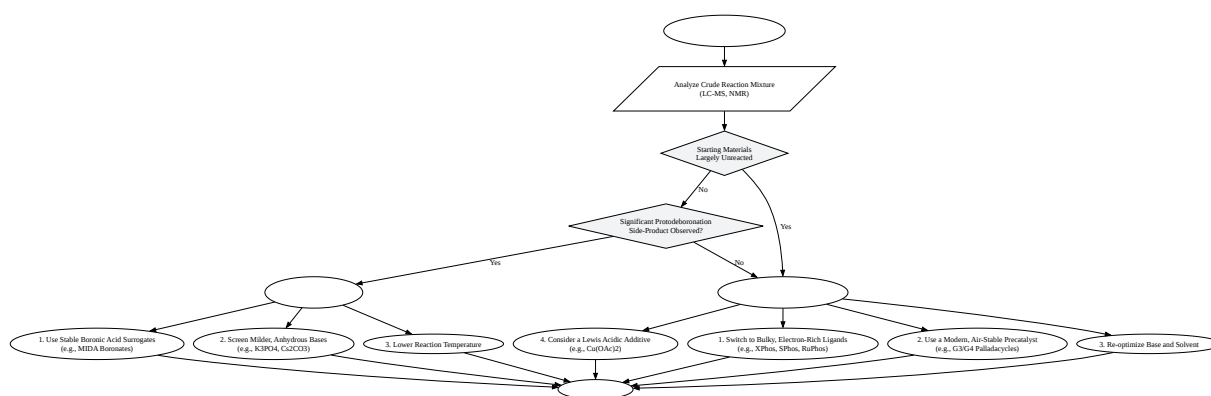 Analyze Crude Reaction Mixture
(LC-MS, NMR)
Starting Materials
Largely Unreacted
No
Significant Protodeboronation
Side-Product Observed?
Yes
Yes
No
1. Use Stable Boronic Acid Surrogates
(e.g., MIDA Boronates)
2. Screen Milder, Anhydrous Bases
(e.g., K3PO4, Cs2CO3)
3. Lower Reaction Temperature
4. Consider a Lewis Acidic Additive
(e.g., Cu(OAc)2)
1. Switch to Bulky, Electron-Rich Ligands
(e.g., XPhos, SPhos, RuPhos)
2. Use a Modern, Air-Stable Precatalyst
(e.g., G3/G4 Palladacycles)
3. Re-optimize Base and Solvent